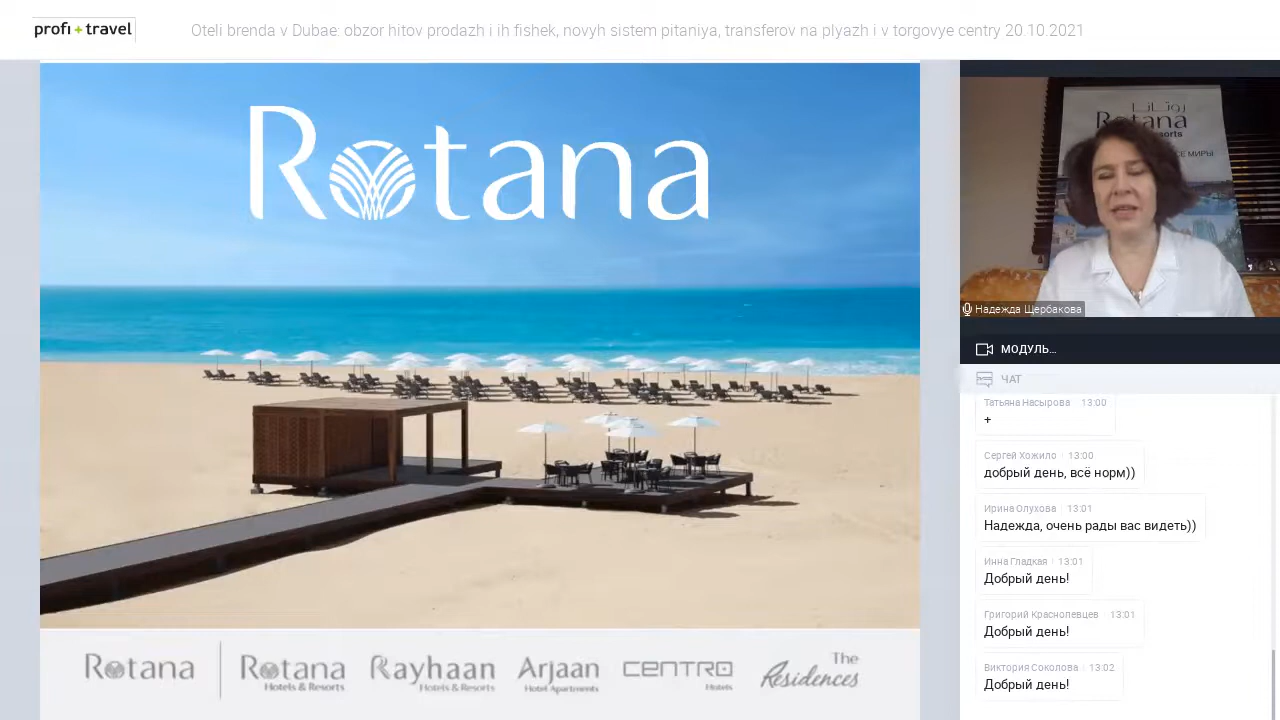 profi + travel
Oteli brenda v Dubae: obzor hitov prodazh i ih fishek, novyh sistem pitaniya, transferov na plyazh i v torgovye centry 20.10.2021
Rotana
روتانا
Rotana
Надежда Щербакова
МОДУЛЬ...
ЧАТ
Татьяна Насырова 13:00
+
Сергей Хожило 13:00
добрый день, всё норм))
Ирина Олухова 13:01
Надежда, очень рады вас видеть))
Инна Гладкая 13:01
Добрый день!
Григорий Краснопевцев 13:01
Добрый день!
Виктория Соколова 13:02
Добрый день!
Rotana
Rotana
Hotels & Resorts
Rayhaan
Hotels & Resorts
Arjaan
Hotel Apartments
CENTRO
Hotels
The
Residences